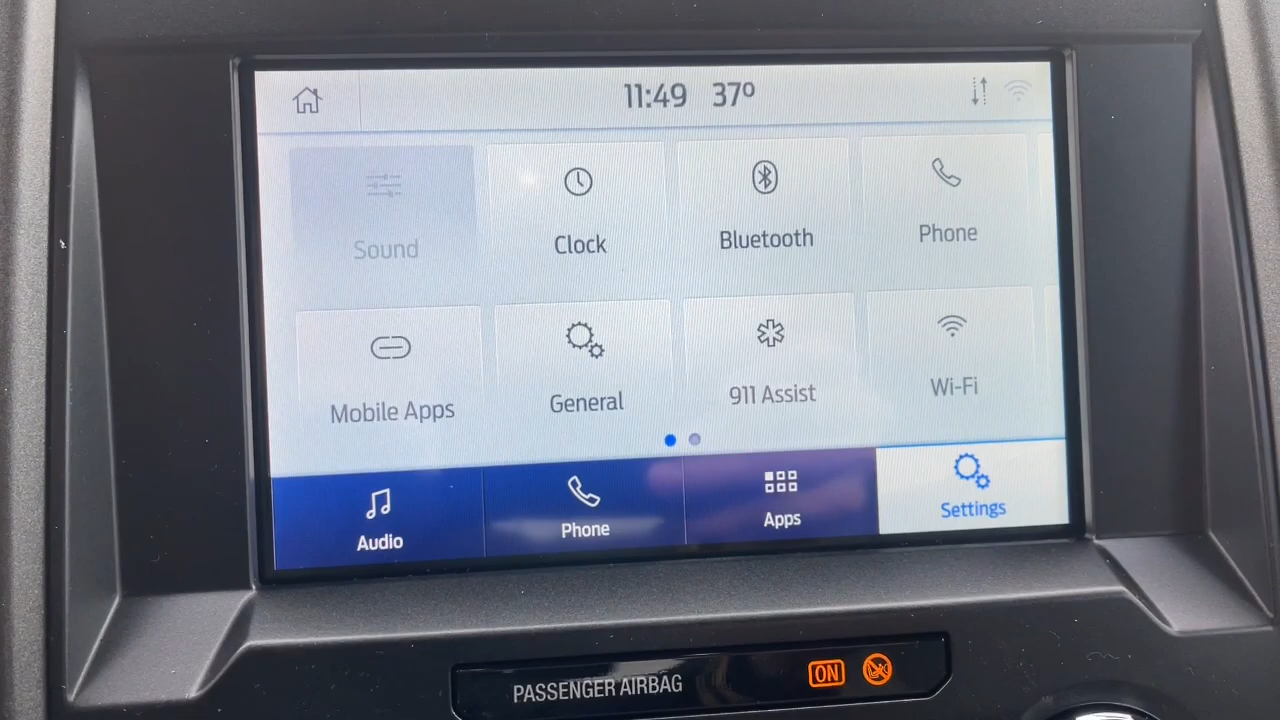 11:49 37º
Sound
Clock
Bluetooth
Phone
Mobile Apps
General
911 Assist
Wi-Fi
Audio
Phone
Apps
Settings
PASSENGER AIRBAG
ON